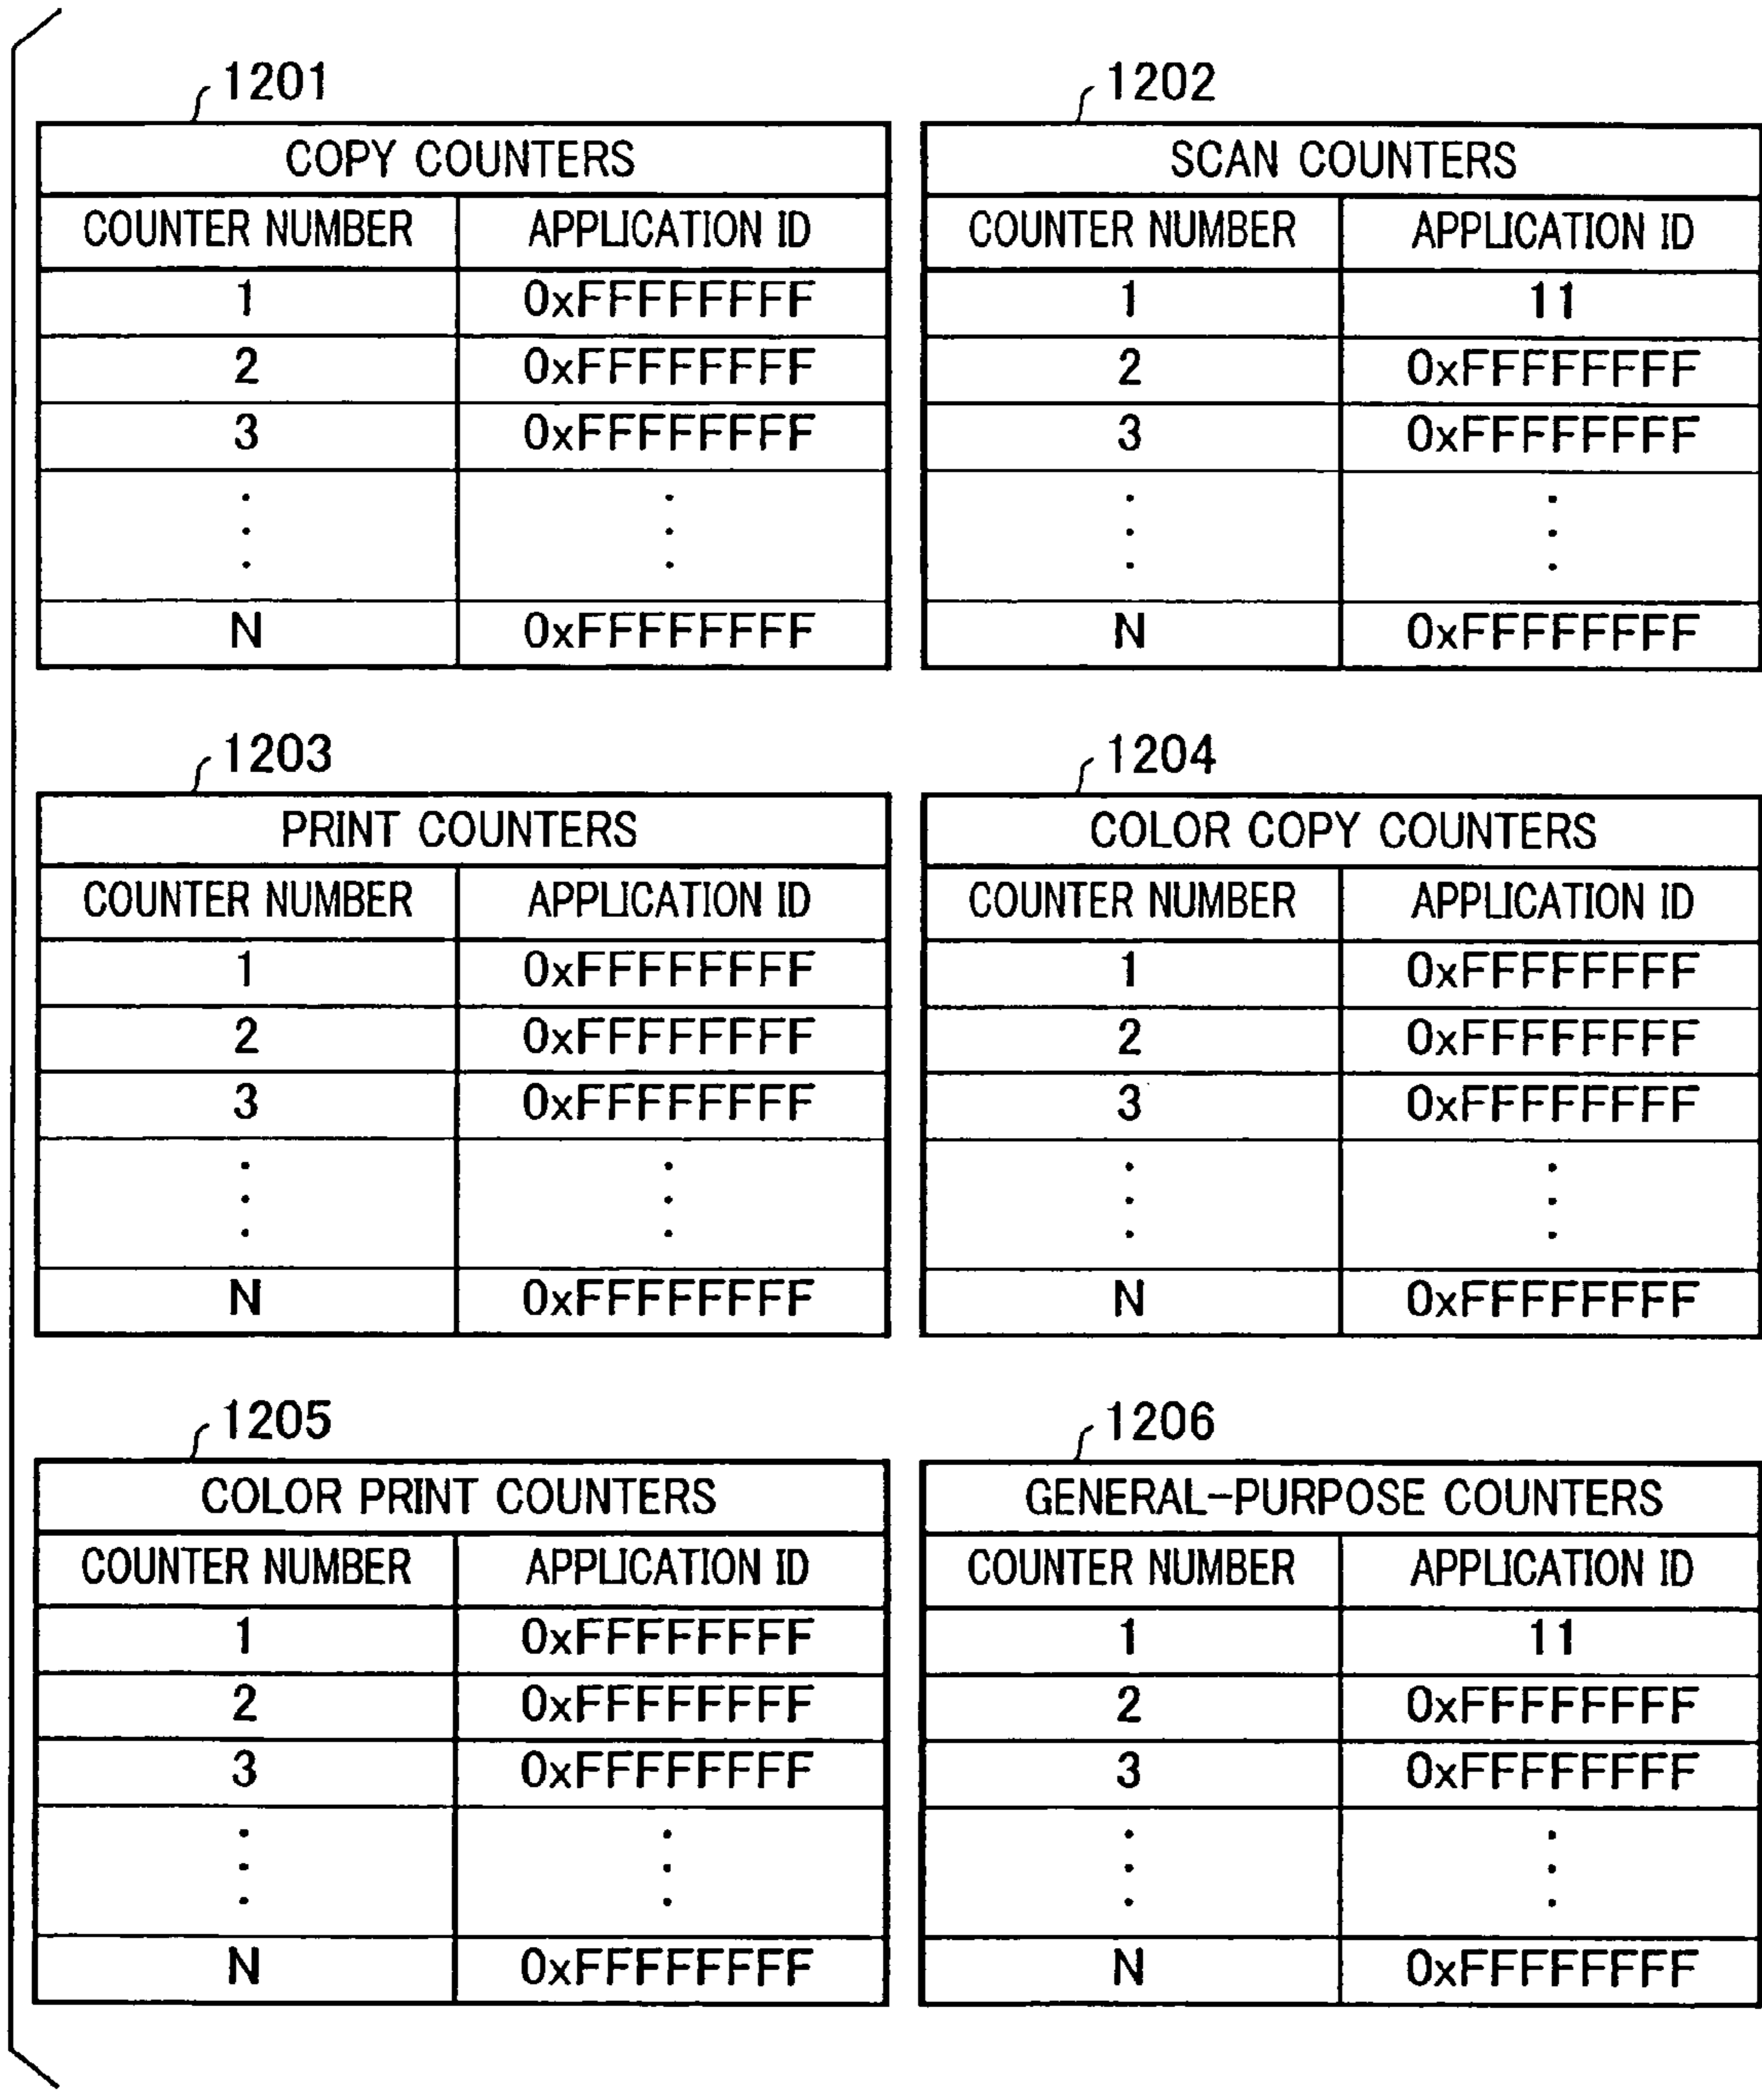 1201
COPY COUNTERS
COUNTER NUMBER APPLICATION ID
1 0xFFFFFFFF
2 0xFFFFFFFF
3 0xFFFFFFFF
N 0xFFFFFFFF
1202
SCAN COUNTERS
COUNTER NUMBER APPLICATION ID
1 11
2 0xFFFFFFFF
3 0xFFFFFFFF
N 0xFFFFFFFF
1203
PRINT COUNTERS
COUNTER NUMBER APPLICATION ID
1 0xFFFFFFFF
2 0xFFFFFFFF
3 0xFFFFFFFF
N 0xFFFFFFFF
1204
COLOR COPY COUNTERS
COUNTER NUMBER APPLICATION ID
1 0xFFFFFFFF
2 0xFFFFFFFF
3 0xFFFFFFFF
N 0xFFFFFFFF
1205
COLOR PRINT COUNTERS
COUNTER NUMBER APPLICATION ID
1 0xFFFFFFFF
2 0xFFFFFFFF
3 0xFFFFFFFF
N 0xFFFFFFFF
1206
GENERAL-PURPOSE COUNTERS
COUNTER NUMBER APPLICATION ID
1 11
2 0xFFFFFFFF
3 0xFFFFFFFF
N 0xFFFFFFFF